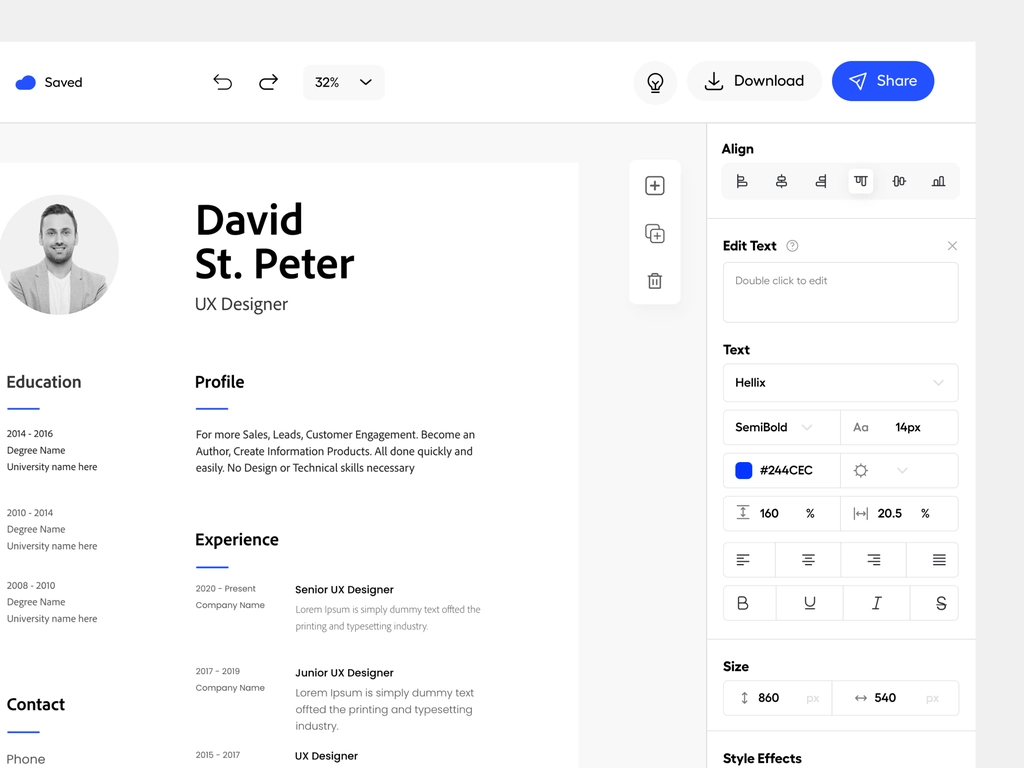 Saved
32%
Download
Share
David
St. Peter
UX Designer
Education
2014 - 2016
Degree Name
University name here
2010 - 2014
Degree Name
University name here
2008 - 2010
Degree Name
University name here
Contact
Phone
Profile
For more Sales, Leads, Customer Engagement. Become an
Author, Create Information Products. All done quickly and
easily. No Design or Technical skills necessary
Experience
2020 - Present
Company Name
Senior UX Designer
Lorem Ipsum is simply dummy text offted the
printing and typesetting industry.
2017 - 2019
Company Name
Junior UX Designer
Lorem Ipsum is simply dummy text
offted the printing and typesetting
industry.
2015 - 2017
UX Designer
Align
Edit Text
Double click to edit
Text
Hellix
SemiBold
Aa 14px
#244CEC
160 %
20.5 %
B U I S
Size
860 px
540 px
Style Effects